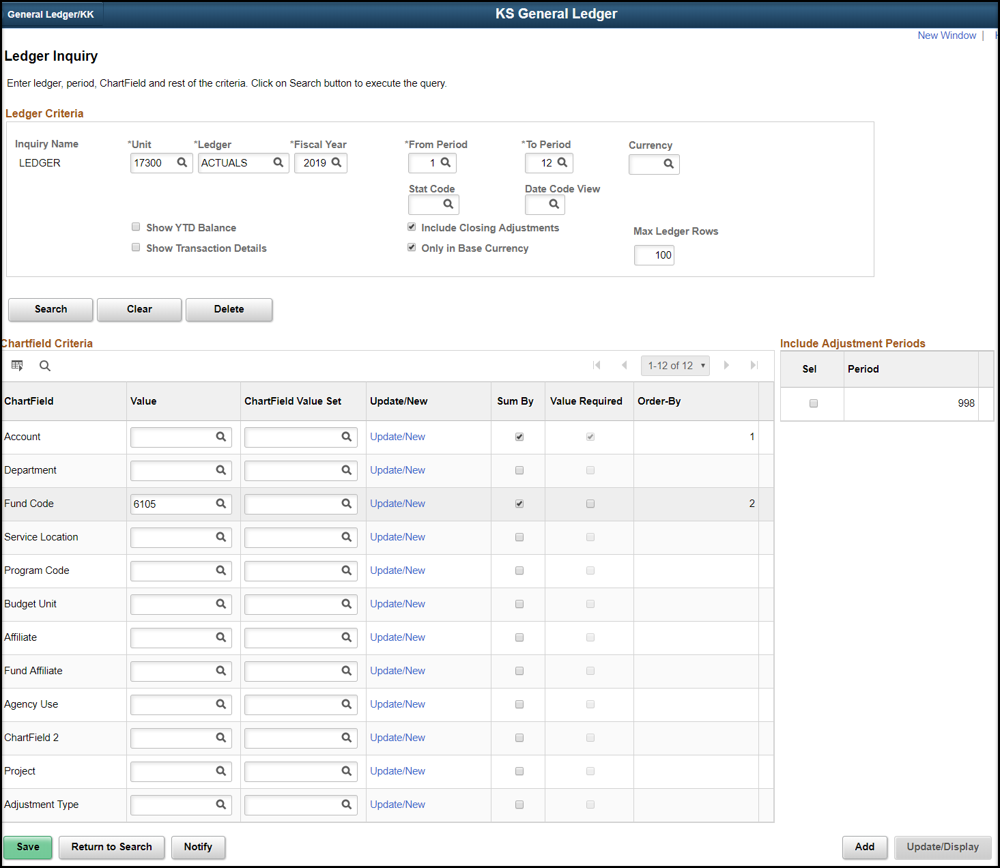 General Ledger/KK
KS General Ledger
New Window |
Ledger Inquiry
Enter ledger, period, ChartField and rest of the criteria. Click on Search button to execute the query.
Ledger Criteria
Inquiry Name *Unit *Ledger *Fiscal Year *From Period *To Period Currency
LEDGER 17300 ACTUALS 2019 1 12
Stat Code Date Code View
Show YTD Balance Include Closing Adjustments Max Ledger Rows
Show Transaction Details Only in Base Currency 100
Search Clear Delete
Chartfield Criteria Include Adjustment Periods
1-12 of 12 Sel Period
ChartField Value ChartField Value Set Update/New Sum By Value Required Order-By 998
Account Update/New 1
Department Update/New
Fund Code 6105 Update/New 2
Service Location Update/New
Program Code Update/New
Budget Unit Update/New
Affiliate Update/New
Fund Affiliate Update/New
Agency Use Update/New
ChartField 2 Update/New
Project Update/New
Adjustment Type Update/New
Save Return to Search Notify Add Update/Display